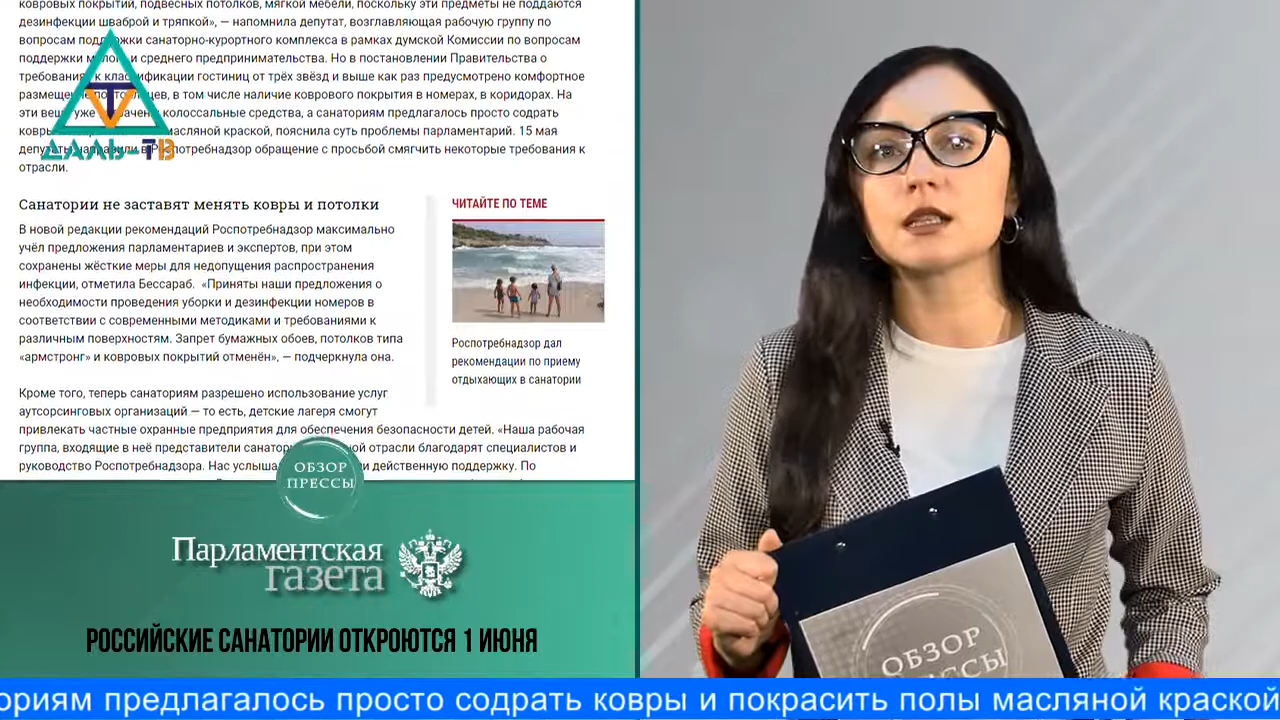 ковровых покрытий, подвесных потолков, мягкой мебели, поскольку эти предметы не поддаются
дезинфекции шваброй и тряпкой», — напомнила депутат, возглавляющая рабочую группу по
вопросам поддержки санаторно-курортного комплекса в рамках думской Комиссии по вопросам
поддержки малого и среднего предпринимательства. Но в постановлении Правительства о
требованиях к классификации гостиниц от трёх звёзд и выше как раз предусмотрено комфортное
размещение постояльцев, в том числе наличие коврового покрытия в номерах, в коридорах. На
эти вещи уже потрачены колоссальные средства, а санаториям предлагалось просто содрать
ковры масляной краской, пояснила суть проблемы парламентарий. 15 мая
депутаты направили в Роспотребнадзор обращение с просьбой смягчить некоторые требования к
отрасли.
ДАЛЬ-ТВ
Санатории не заставят менять ковры и потолки
В новой редакции рекомендаций Роспотребнадзор максимально
учёл предложения парламентариев и экспертов, при этом
сохранены жёсткие меры для недопущения распространения
инфекции, отметила Бессараб. «Приняты наши предложения о
необходимости проведения уборки и дезинфекции номеров в
соответствии с современными методиками и требованиями к
различным поверхностям. Запрет бумажных обоев, потолков типа
«армстронг» и ковровых покрытий отменён», — подчеркнула она.
ЧИТАЙТЕ ПО ТЕМЕ
Роспотребнадзор дал
рекомендации по приему
отдыхающих в санатории
Кроме того, теперь санаториям разрешено использование услуг
аутсорсинговых организаций — то есть, детские лагеря смогут
привлекать частные охранные предприятия для обеспечения безопасности детей. «Наша рабочая
группа, входящие в неё представители санаторно-курортной отрасли благодарят специалистов и
руководство Роспотребнадзора. Нас услышали и действенную поддержку. По
ОБЗОР
ПРЕССЫ
Парламентская
газета
РОССИЙСКИЕ САНАТОРИИ ОТКРОЮТСЯ 1 ИЮНЯ
ОБЗОР
ПРЕССЫ
ориям предлагалось просто содрать ковры и покрасить полы масляной краской